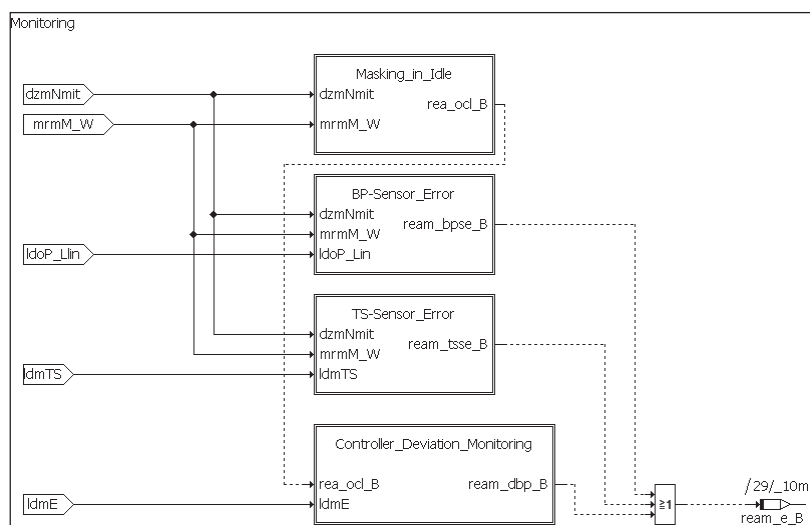 Monitoring
Masking_in_Idle
dzmNmit
dzmNmit
rea_ocl_B
mrmM_W
mrmM_W
BP-Sensor_Error
dzmNmit
ream_bpse_B
mrmM_W
ldoP_Llin
ldoP_Lin
TS-Sensor_Error
dzmNmit
ream_tsse_B
mrmM_W
ldmTS
ldmTS
Controller_Deviation_Monitoring
rea_ocl_B
ream_dbp_B
ldmE
ldmE
≥1
/29/_10m
ream_e_B